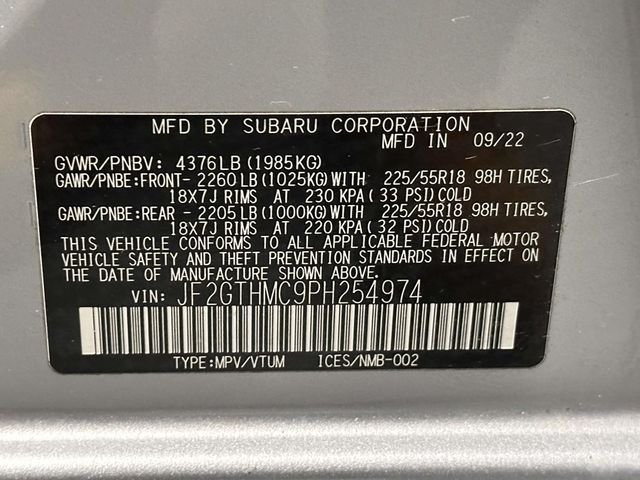 MFD BY SUBARU CORPORATION
MFD IN 09/22
GVWR/PNBV: 4376LB(1985KG)
GAWR/PNBE:FRONT- 2260LB(1025KG)WITH 225/55R18 98H TIRES,
18X7J RIMS AT 230 KPA(33 PSI)COLD
GAWR/PNBE:REAR - 2205LB(1000KG)WITH 225/55R18 98H TIRES,
18X7J RIMS AT 220 KPA(32 PSI)COLD
THIS VEHICLE CONFORMS TO ALL APPLICABLE FEDERAL MOTOR
VEHICLE SAFETY AND THEFT PREVENTION STANDARDS IN EFFECT
ON THE DATE OF MANUFACTURE SHOWN ABOVE.
VIN: JF2GTHMC9PH254974
TYPE:MPV/VTUM ICES/NMB-002